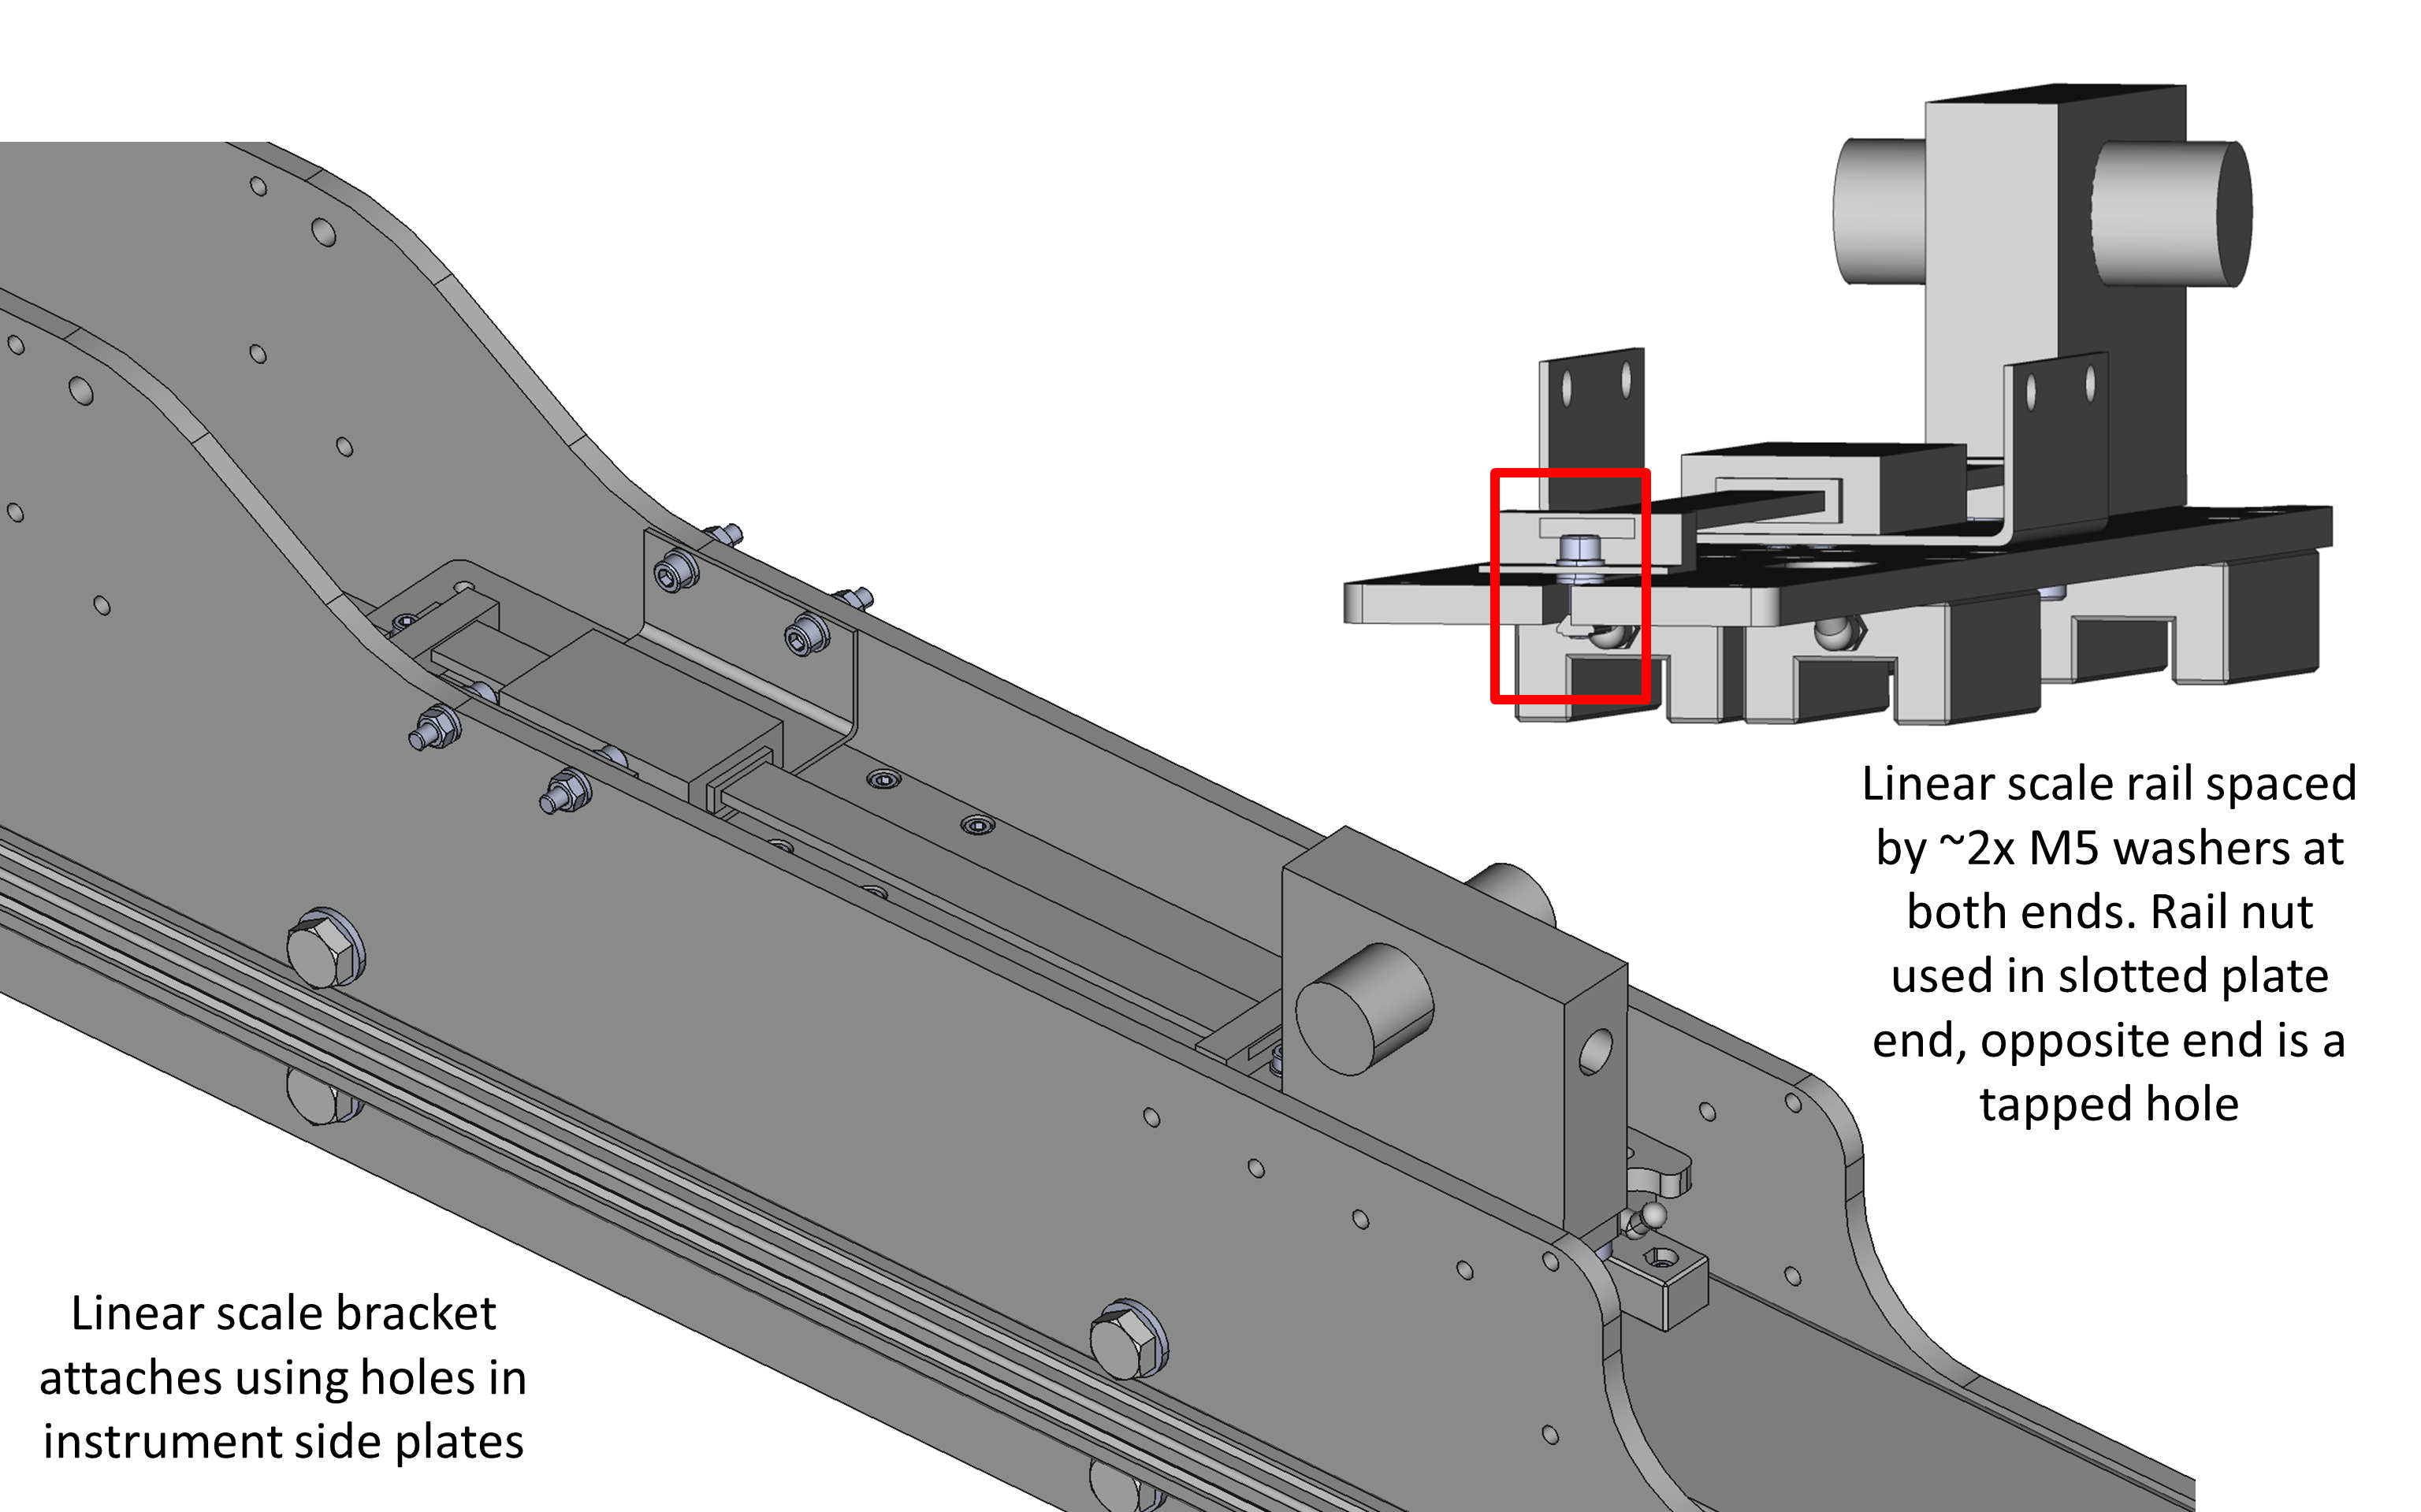 Linear scale rail spaced
by ~2x M5 washers at
both ends. Rail nut
used in slotted plate
end, opposite end is a
tapped hole
Linear scale bracket
attaches using holes in
instrument side plates